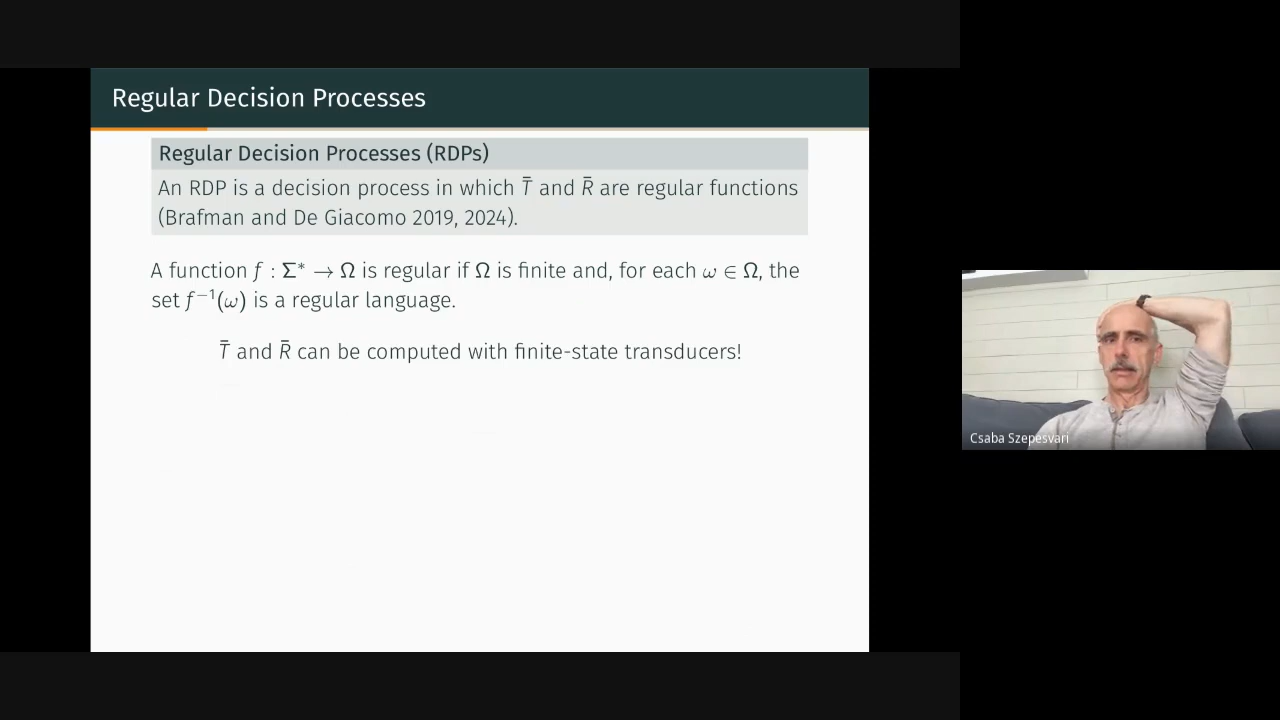 Regular Decision Processes
Regular Decision Processes (RDPs)
An RDP is a decision process in which T̄ and R̄ are regular functions
(Brafman and De Giacomo 2019, 2024).
A function f : Σ* → Ω is regular if Ω is finite and, for each ω ∈ Ω, the
set f⁻¹(ω) is a regular language.
T̄ and R̄ can be computed with finite-state transducers!
Csaba Szepesvari